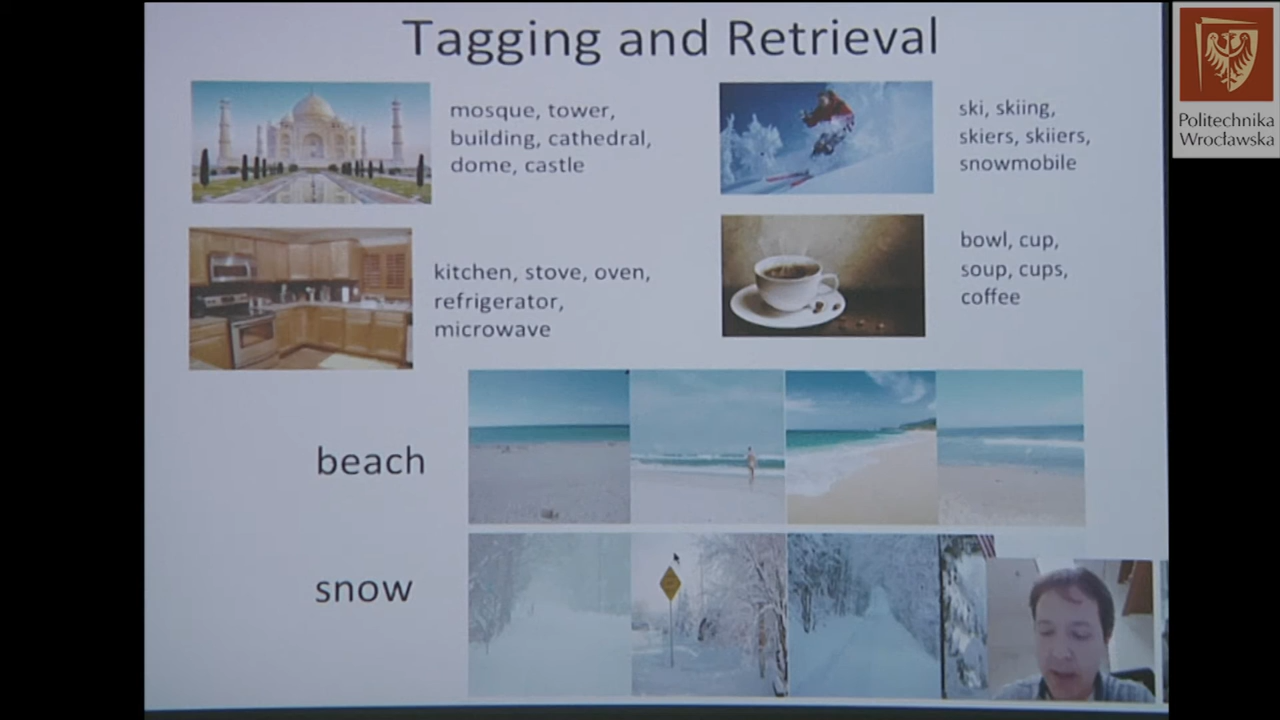 Tagging and Retrieval
mosque, tower,
building, cathedral,
dome, castle
ski, skiing,
skiers, skiiers,
snowmobile
kitchen, stove, oven,
refrigerator,
microwave
bowl, cup,
soup, cups,
coffee
beach
snow
Politechnika
Wrocławska